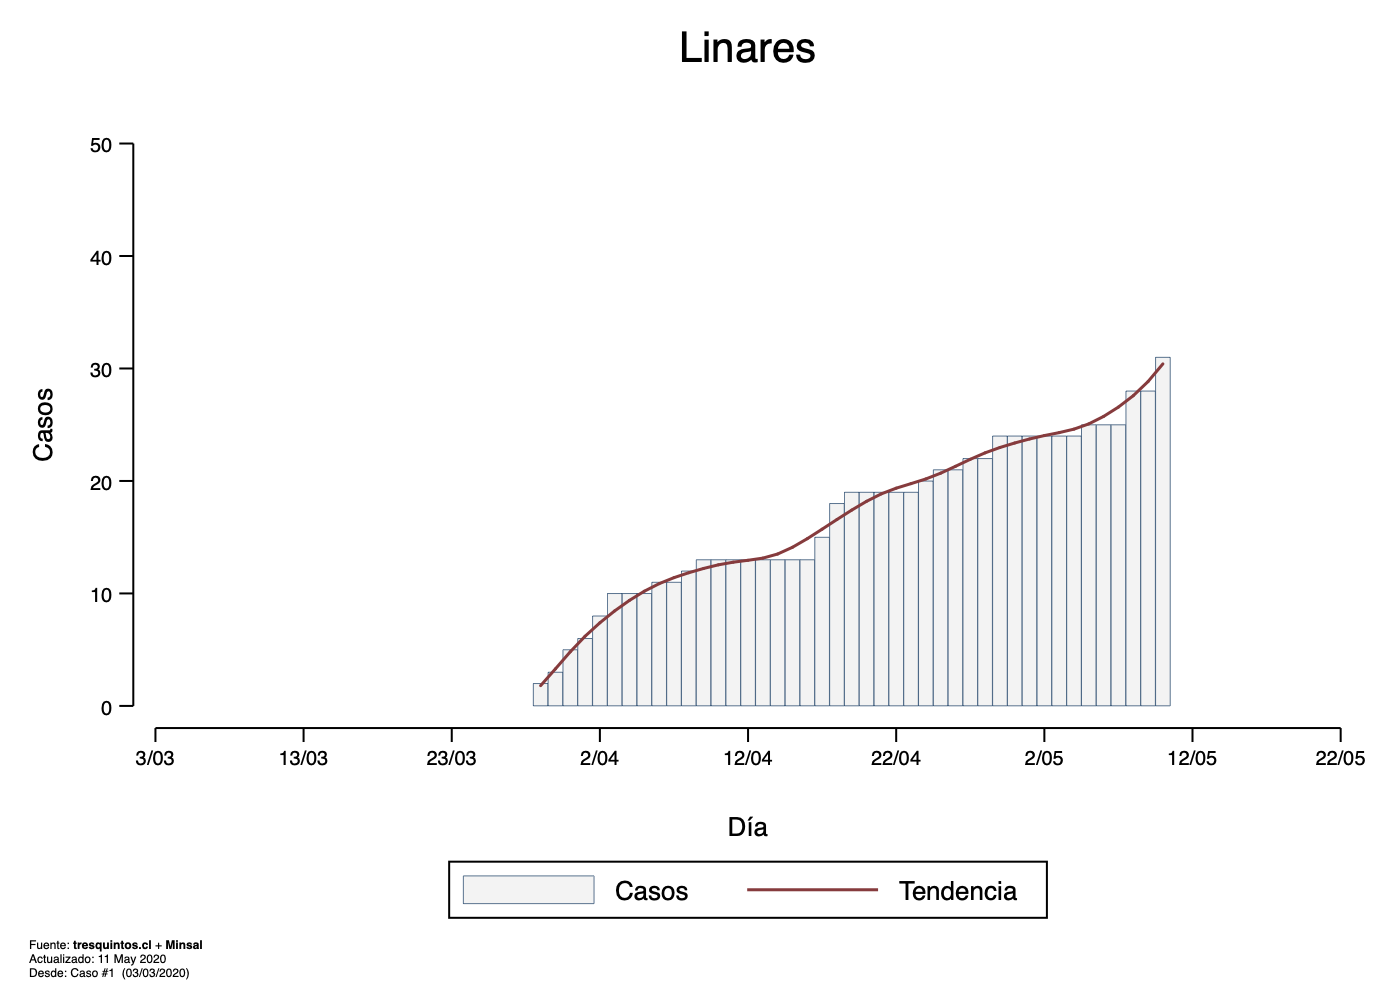 Linares
50
40
30
20
10
0
Casos
3/03 13/03 23/03 2/04 12/04 22/04 2/05 12/05 22/05
Día
Casos Tendencia
Fuente: tresquintos.cl + Minsal
Actualizado: 11 May 2020
Desde: Caso #1 (03/03/2020)